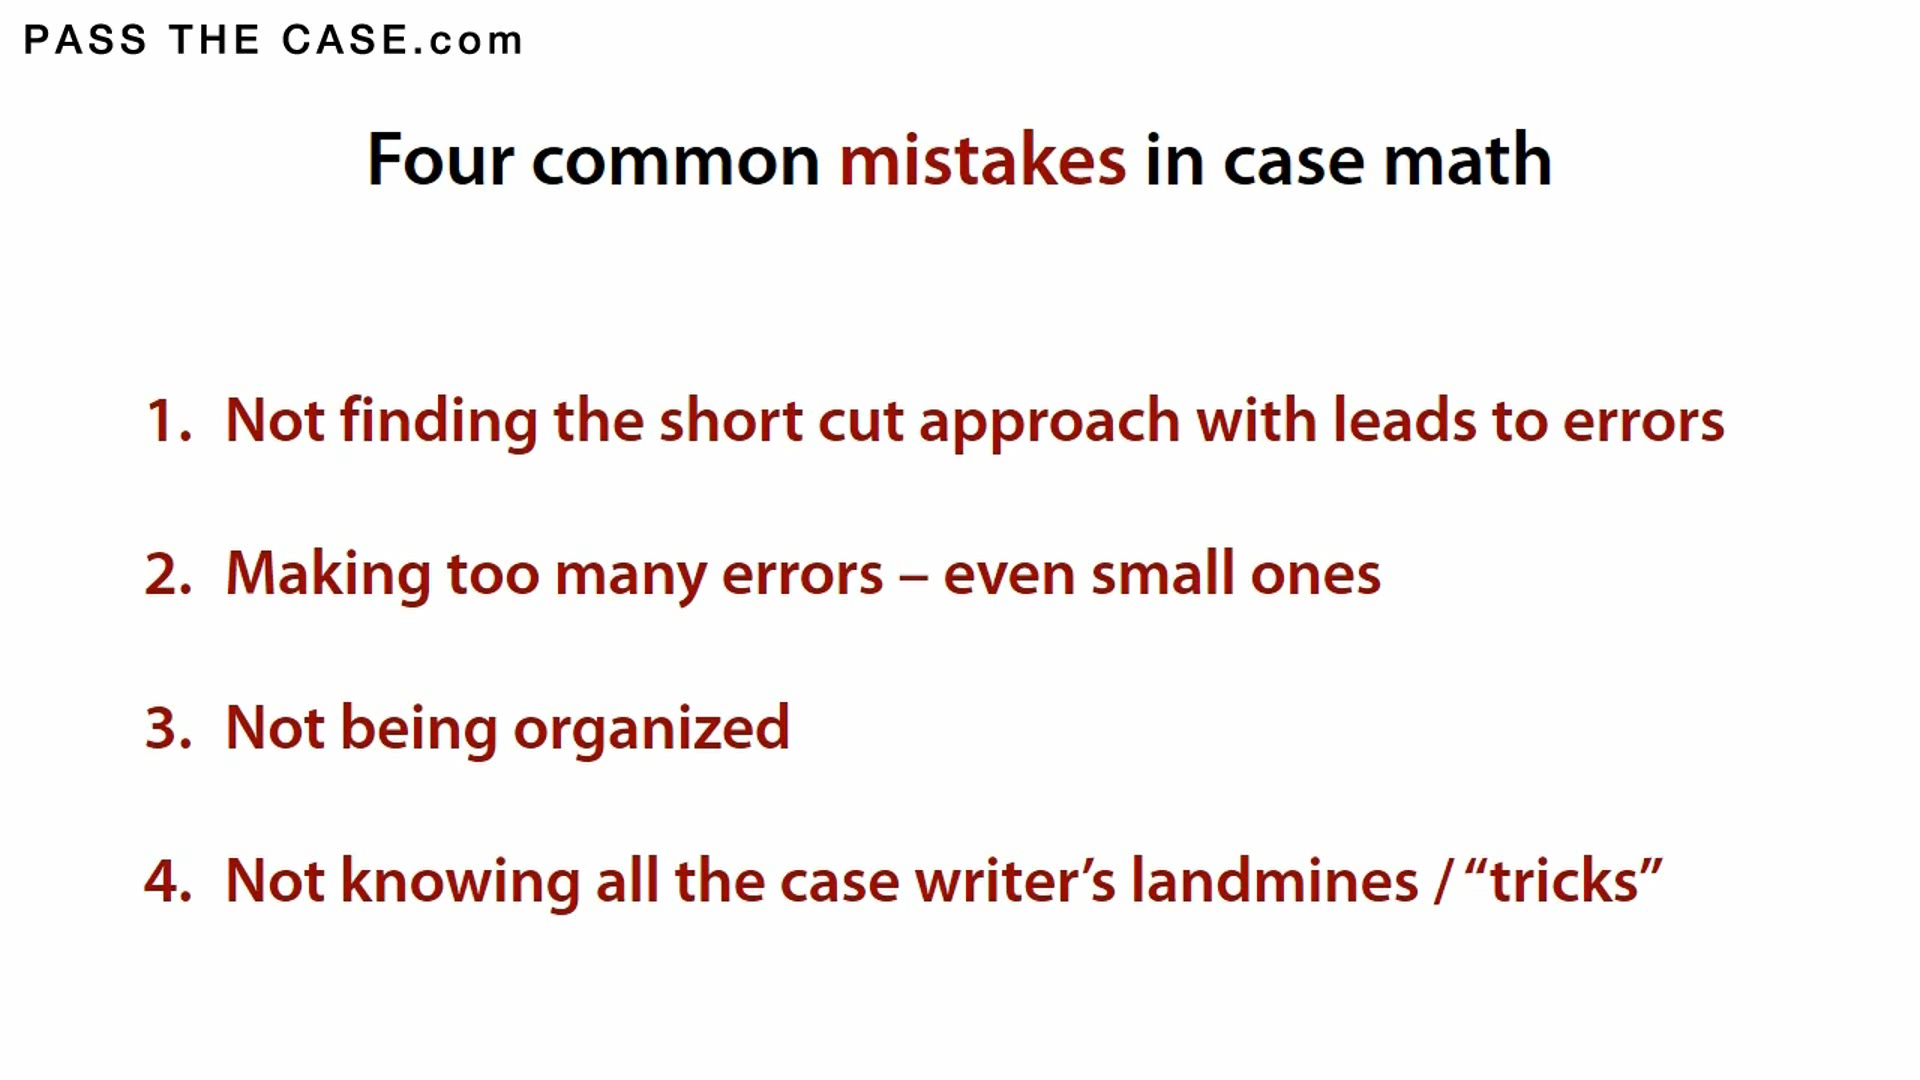 PASS THE CASE.com
Four common mistakes in case math
1. Not finding the short cut approach with leads to errors
2. Making too many errors – even small ones
3. Not being organized
4. Not knowing all the case writer’s landmines / “tricks”